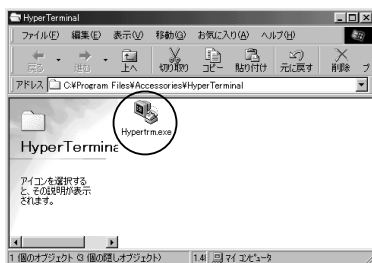 HyperTerminal
ファイル(F) 編集(E) 表示(V) 移動(G) お気に入り(A) ヘルプ(H)
戻る 進む 上へ 切り取り コピー 貼り付け 元に戻す 削除 プ
アドレス C:¥Program Files¥Accessories¥HyperTerminal
Hypertrm.exe
HyperTermina
アイコンを選択する
と、その説明が表示
されます。
1 個のオブジェクト (3 個の隠しオブジェクト) 1.4( マイ コンピュータ